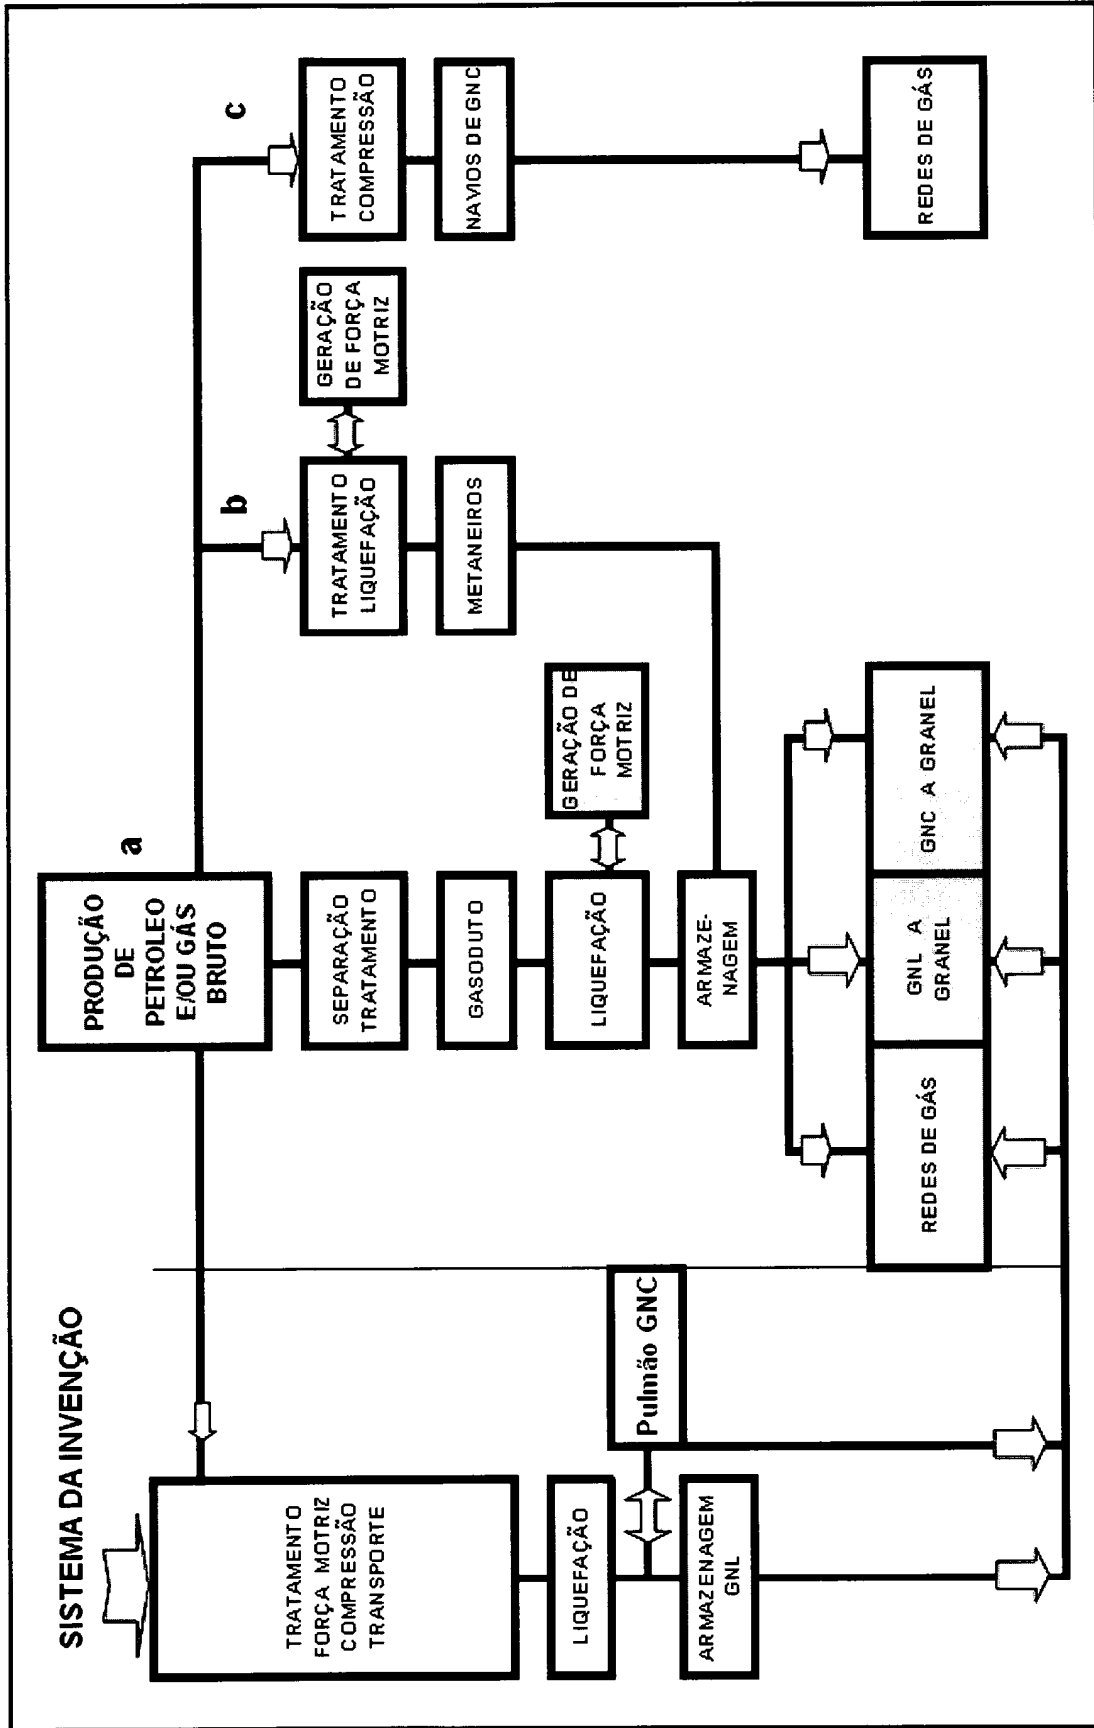 SISTEMA DA INVENÇÃO
TRATAMENTO
FORÇA MOTRIZ
COMPRESSÃO
TRANSPORTE
LIQUEFAÇÃO
Pulmão GNC
ARMAZENAGEM
GNL
a
PRODUÇÃO
DE
PETROLEO
E/OU GÁS
BRUTO
SEPARAÇÃO
TRATAMENTO
GASODUTO
LIQUEFAÇÃO
GERAÇÃO DE
FORÇA
MOTRIZ
ARMAZE-
NAGEM
REDES DE GÁS
GNL A
GRANEL
GNC A GRANEL
b
TRATAMENTO
LIQUEFAÇÃO
GERAÇÃO
DE FORÇA
MOTRIZ
METANEIROS
c
TRATAMENTO
COMPRESSÃO
NAVIOS DE GNC
REDES DE GÁS